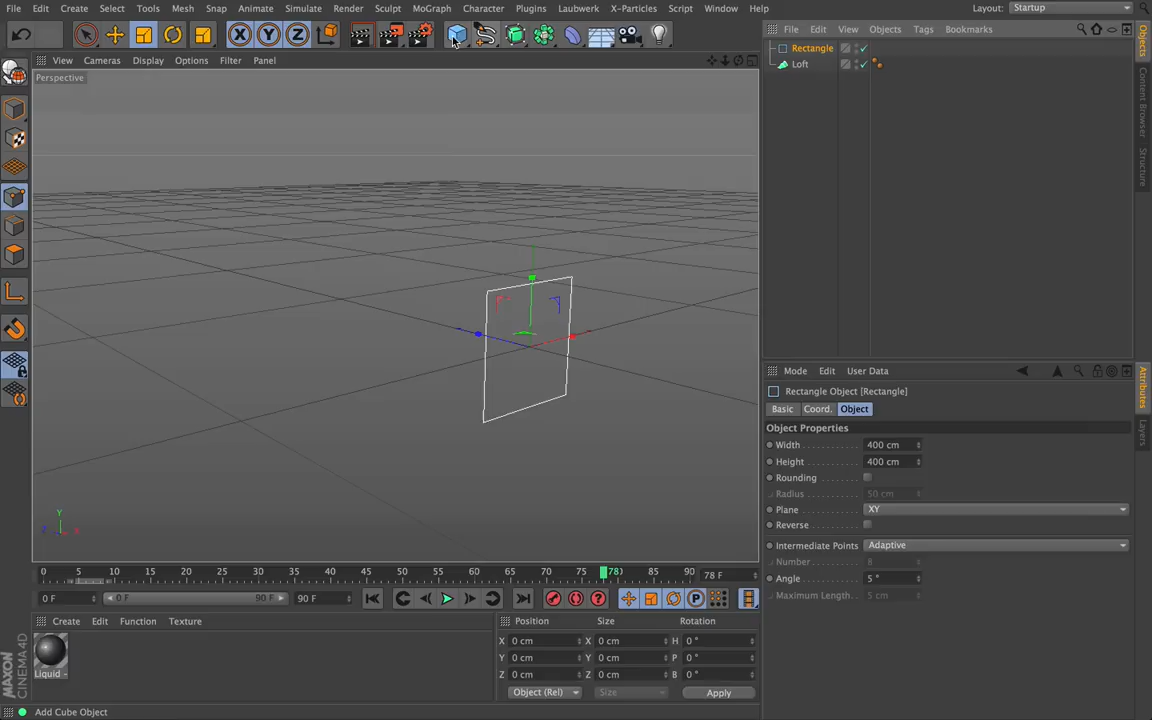 File Edit Create Select Tools Mesh Snap Animate Simulate Render Sculpt MoGraph Character Plugins Laubwerk X-Particles Script Window Help Layout: Startup
X Y Z
View Cameras Display Options Filter Panel
Perspective
File Edit View Objects Tags Bookmarks
Rectangle
Loft
Objects
Content Browser
Structure
Mode Edit User Data
Rectangle Object [Rectangle]
Basic Coord. Object
Object Properties
Width 400 cm
Height 400 cm
Rounding
Radius 50 cm
Plane XY
Reverse
Intermediate Points Adaptive
Number 8
Angle 5 °
Maximum Length 5 cm
Attributes
Layers
Y
Z X
0 5 10 15 20 25 30 35 40 45 50 55 60 65 70 75 78 85 90 78 F
0 F 0 F 90 F 90 F
P
Create Edit Function Texture
Liquid -
Position Size Rotation
X 0 cm X 0 cm H 0 °
Y 0 cm Y 0 cm P 0 °
Z 0 cm Z 0 cm B 0 °
Object (Rel) Size Apply
MAXON
CINEMA 4D
Add Cube Object